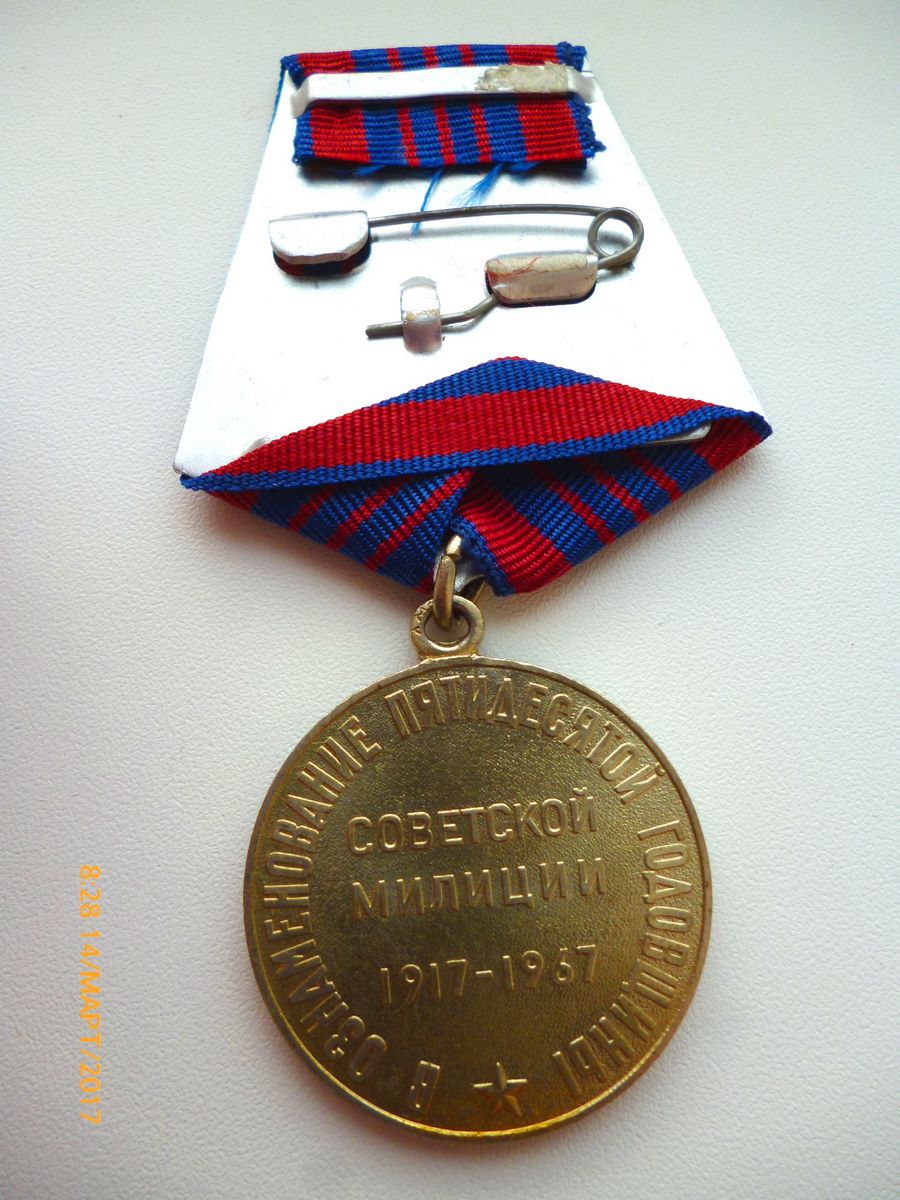 В ОЗНАМЕНОВАНИЕ ПЯТИДЕСЯТОЙ ГОДОВЩИНЫ
СОВЕТСКОЙ
МИЛИЦИИ
1917-1967
8:28 14/МАРТ/2017